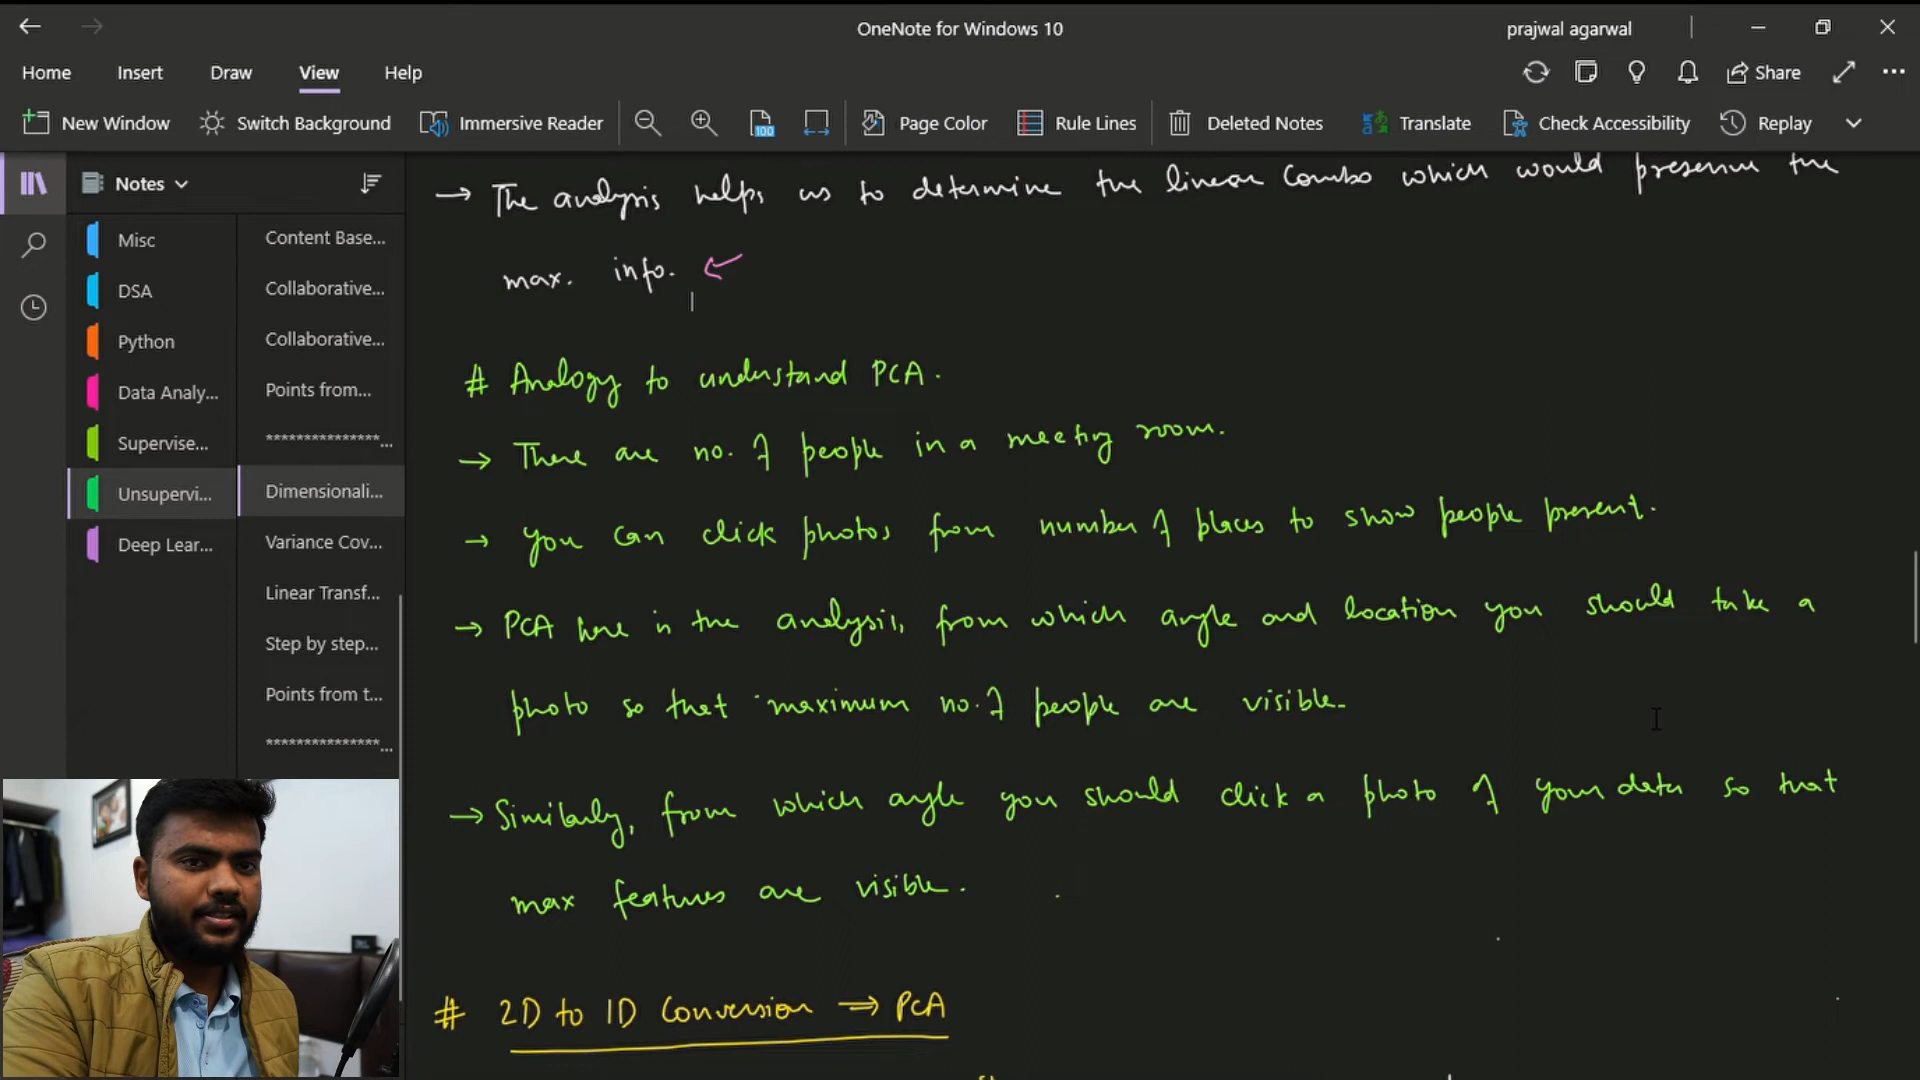 OneNote for Windows 10
prajwal agarwal
Home Insert Draw View Help
Share
New Window Switch Background Immersive Reader 100 Page Color Rule Lines Deleted Notes Translate Check Accessibility Replay
Notes
Misc
DSA
Python
Data Analy...
Supervise...
Unsupervi...
Deep Lear...
Content Base...
Collaborative...
Collaborative...
Points from...
***************...
Dimensionali...
Variance Cov...
Linear Transf...
Step by step...
Points from t...
***************...
→ The analysis helps us to determine the linear Combo which would preserve the
max. info. ←
# Analogy to understand PCA.
→ There are no. of people in a meeting room.
→ you can click photos from number of places to show people present.
→ PCA here is the analysis, from which angle and location you should take a
photo so that maximum no. of people are visible.
→ Similarly, from which angle you should click a photo of your data so that
max features are visible.
# 2D to 1D Conversion → PCA